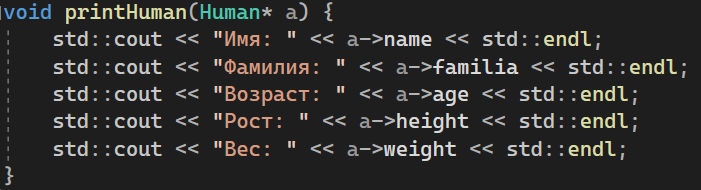 void printHuman(Human* a) {
    std::cout << "Имя: " << a->name << std::endl;
    std::cout << "Фамилия: " << a->familia << std::endl;
    std::cout << "Возраст: " << a->age << std::endl;
    std::cout << "Рост: " << a->height << std::endl;
    std::cout << "Вес: " << a->weight << std::endl;
}